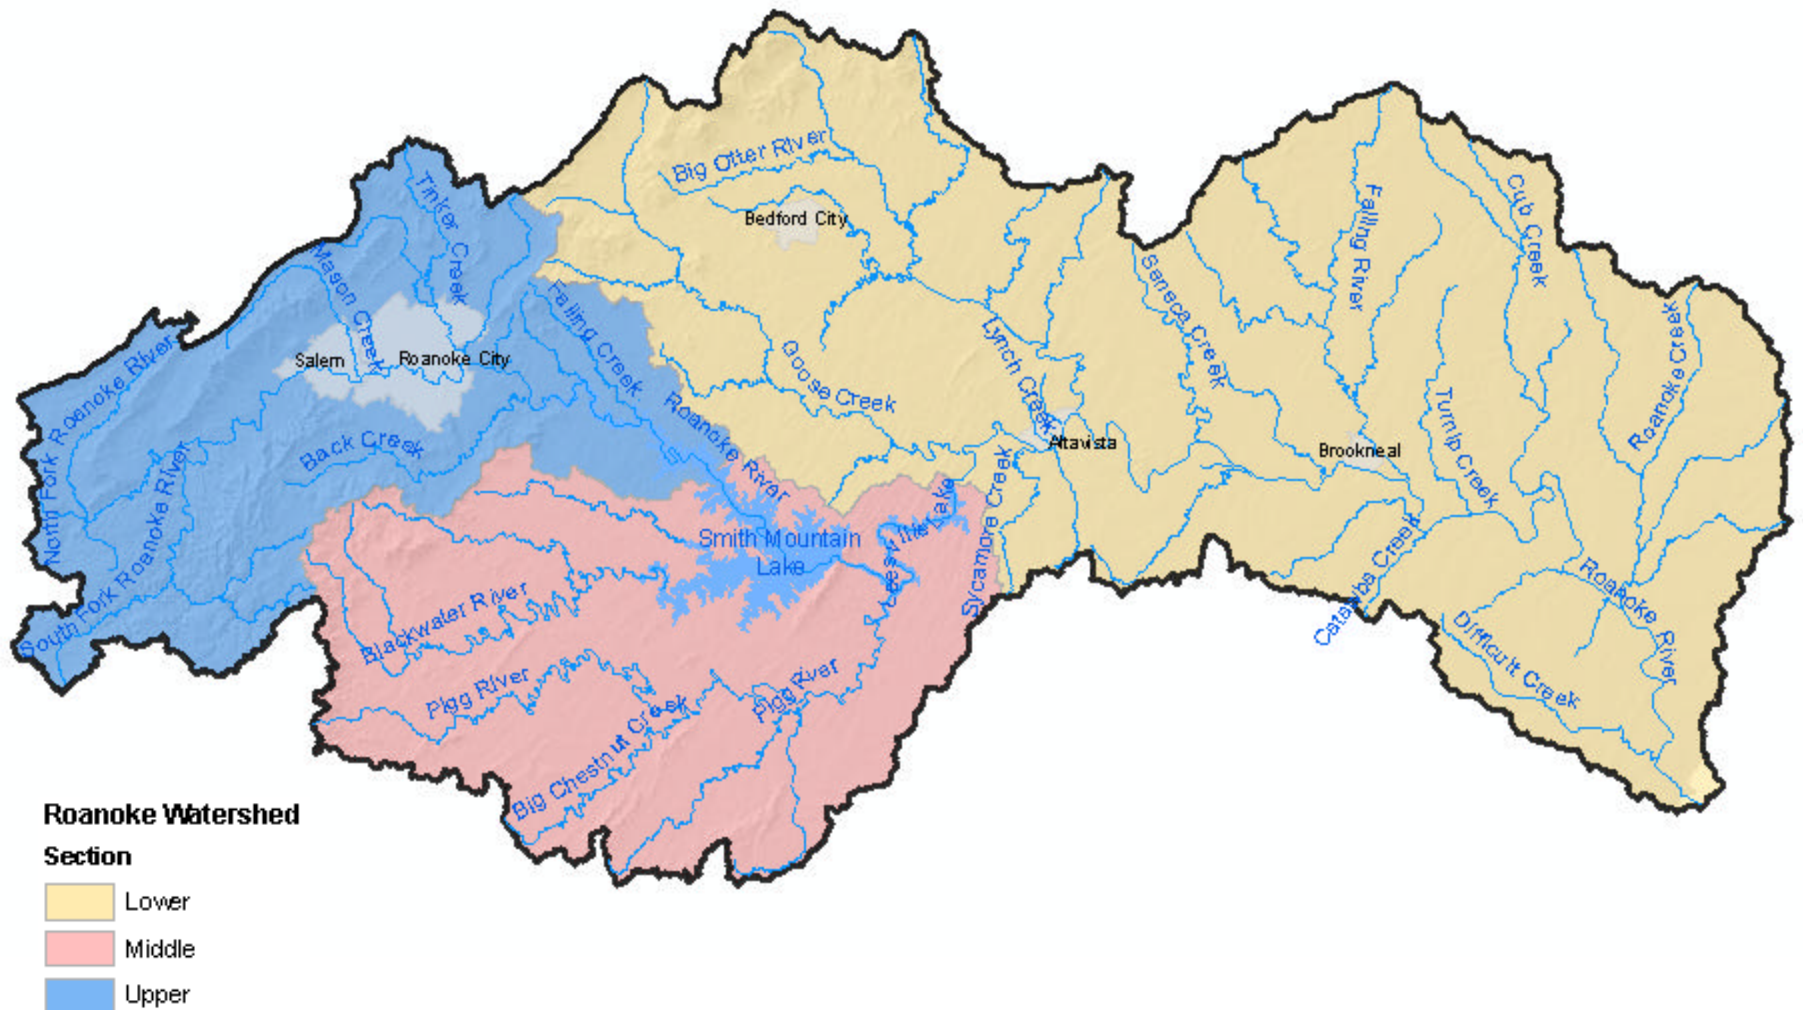 Big Otter River
Bedford City
Tinker Creek
Mason Creek
Falling Creek
Salem
Roanoke City
North Fork Roanoke River
South Fork Roanoke River
Back Creek
Roanoke River
Goose Creek
Lynch Creek
Seneca Creek
Falling River
Cub Creek
Roanoke Creek
Turnip Creek
Altavista
Brookneal
Smith Mountain
Lake
Leesville Lake
Sycamore Creek
Catawba Creek
Roanoke River
Difficult Creek
Blackwater River
Pigg River
Pigg River
Big Chestnut Creek
Roanoke Watershed
Section
Lower
Middle
Upper